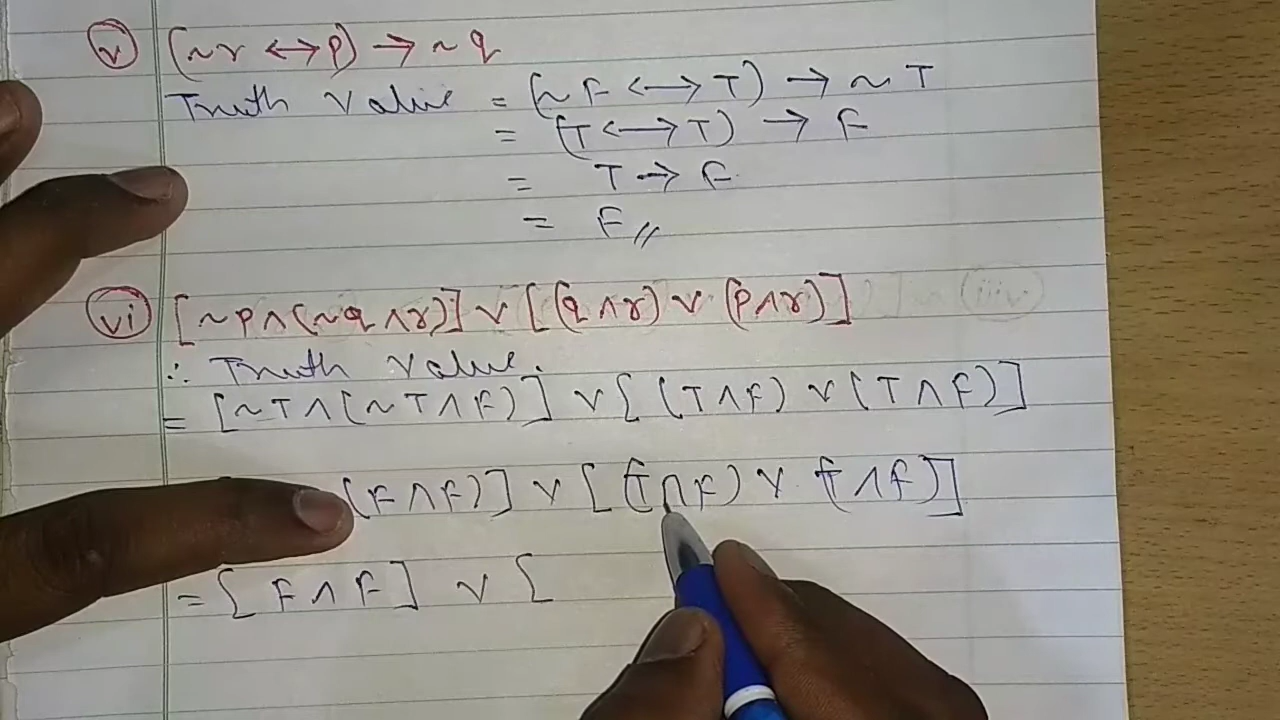 (v) (~r ↔ p) → ~q
Truth Value = (~F ↔ T) → ~T
= (T ↔ T) → F
= T → F
= F //
(vi) [~p ∧ (~q ∧ r)] ∨ [(q ∧ r) ∨ (p ∧ r)]
∴ Truth Value.
= [~T ∧ (~T ∧ F)] ∨ [(T ∧ F) ∨ (T ∧ F)]
(F ∧ F)] ∨ [(T ∧ F) ∨ (T ∧ F)]
= [F ∧ F] ∨ [